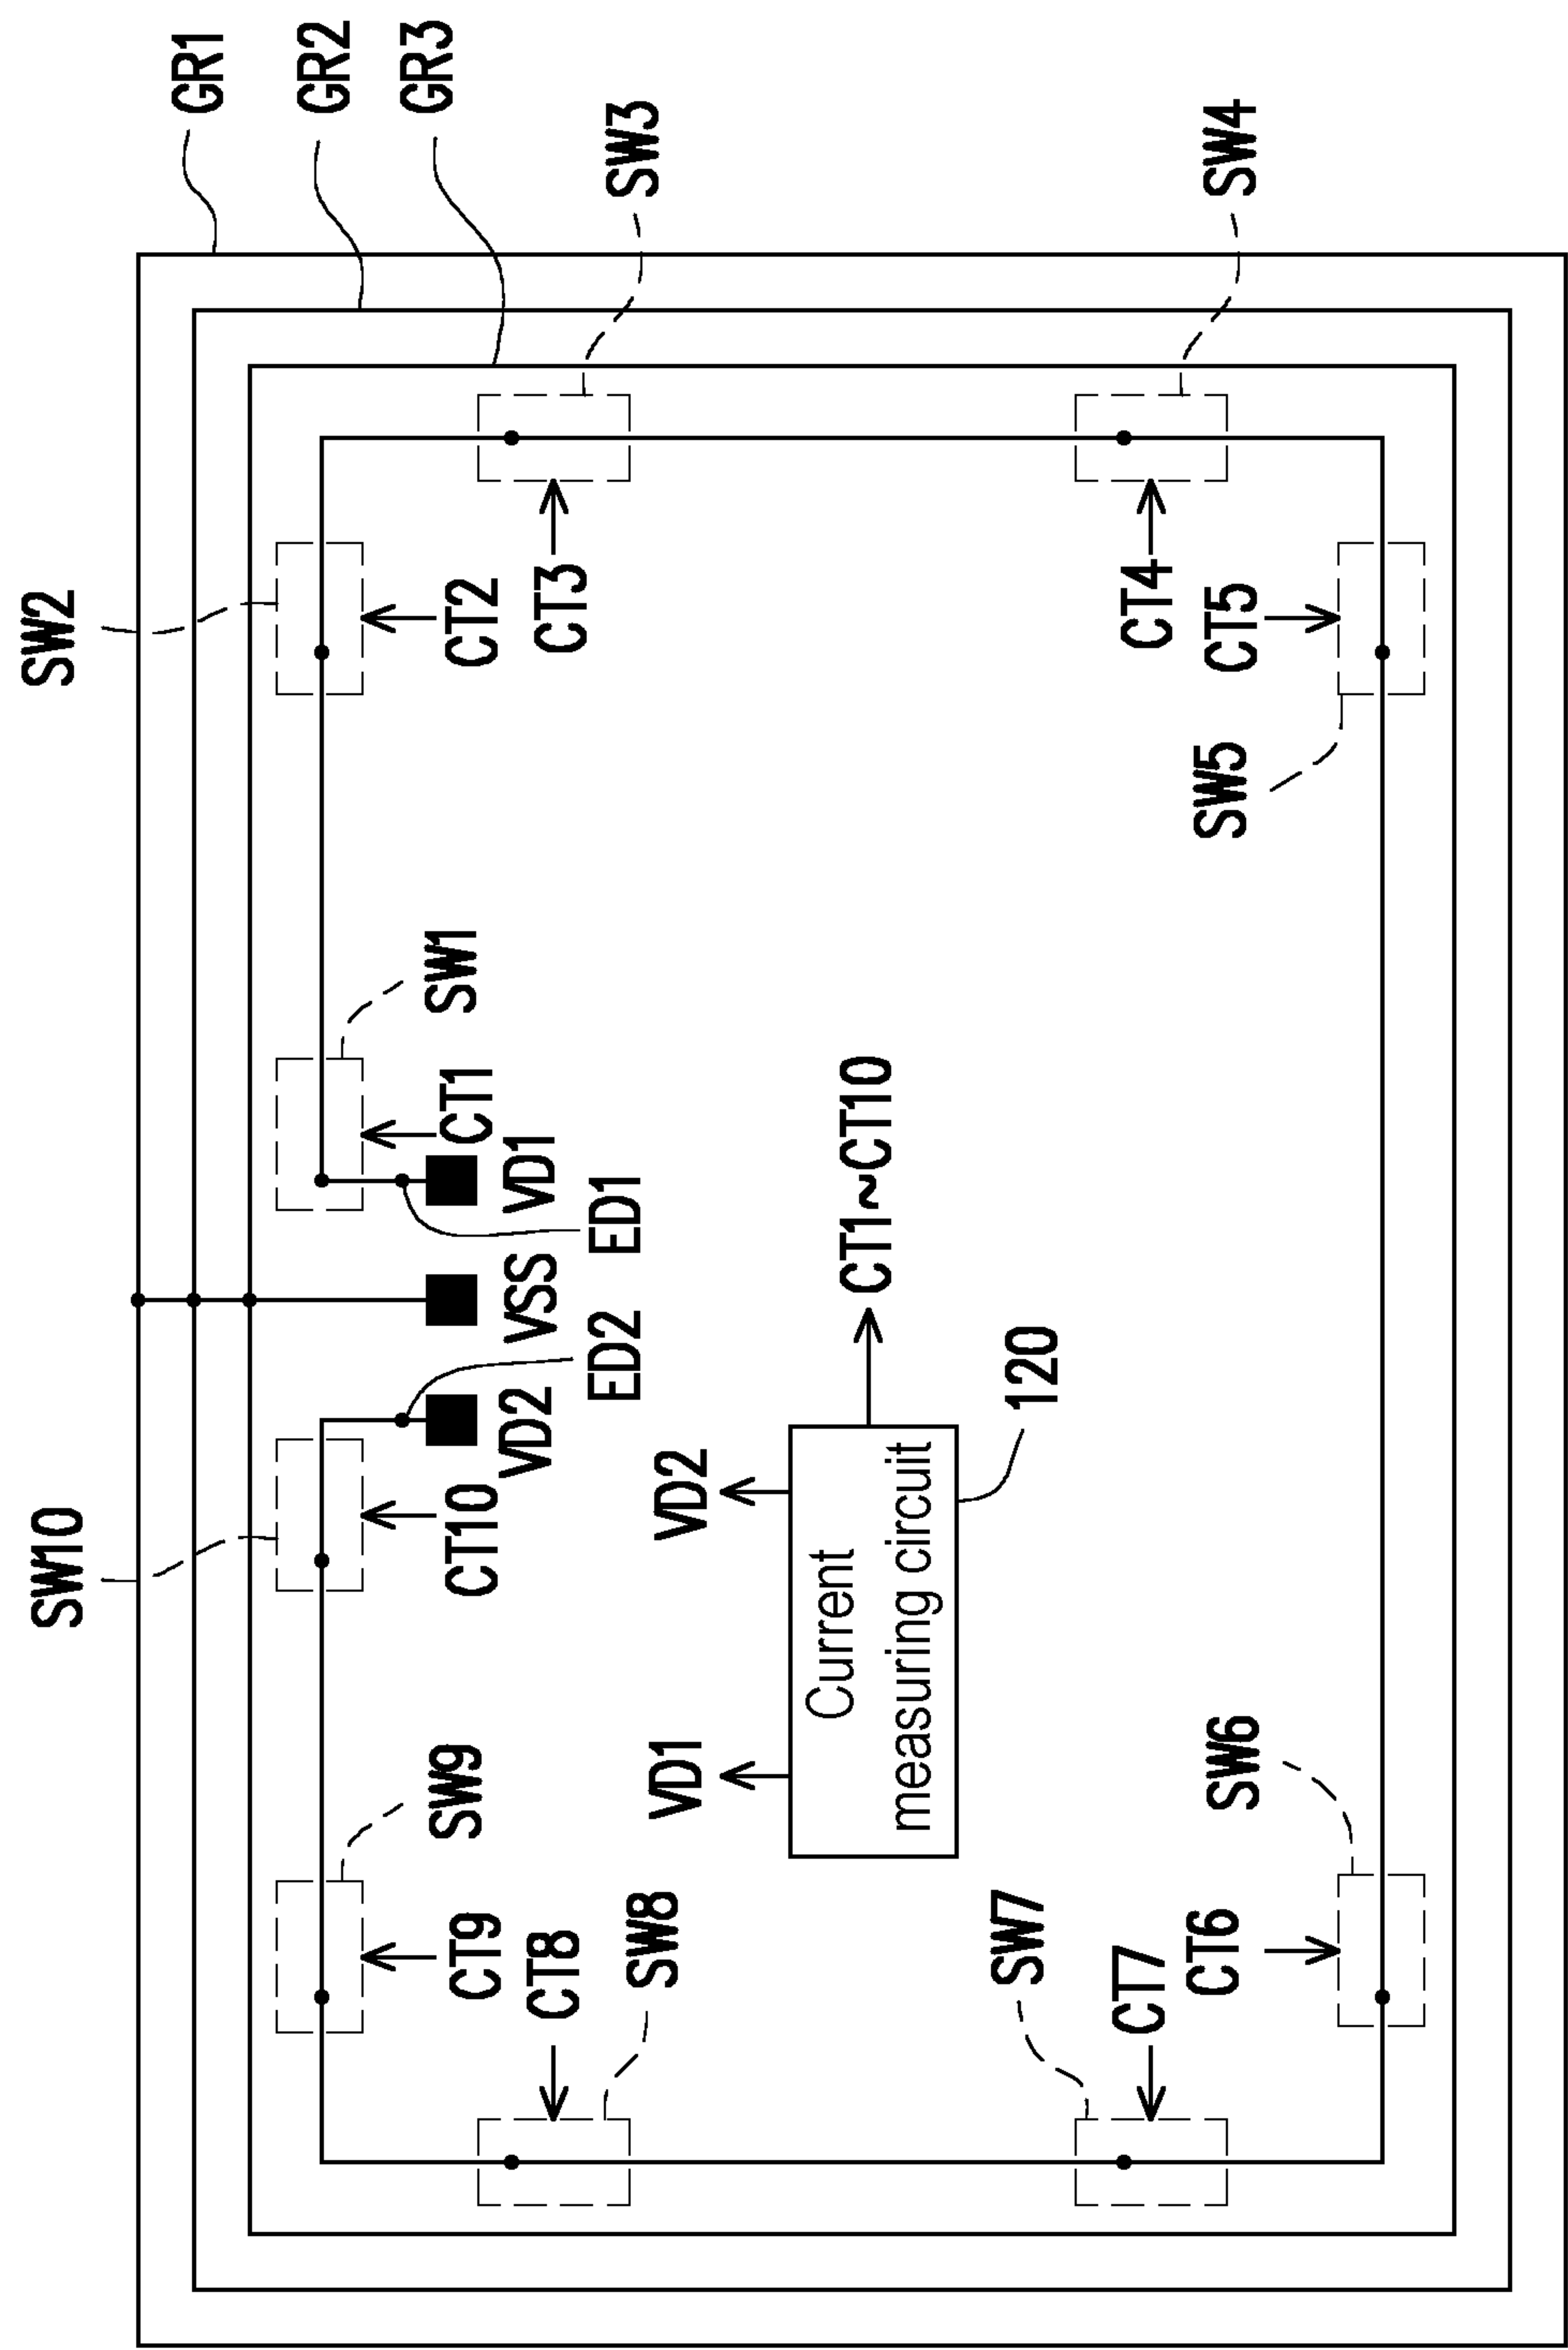 GR1
GR2
GR3
SW10
SW2
SW9
CT9
CT10
SW1
CT1
CT2
VD2
VSS
VD1
CT8
CT3
ED2
ED1
SW8
SW3
VD1
VD2
Current
measuring circuit
CT1~CT10
120
SW7
CT7
CT4
SW4
CT6
SW6
SW5
CT5